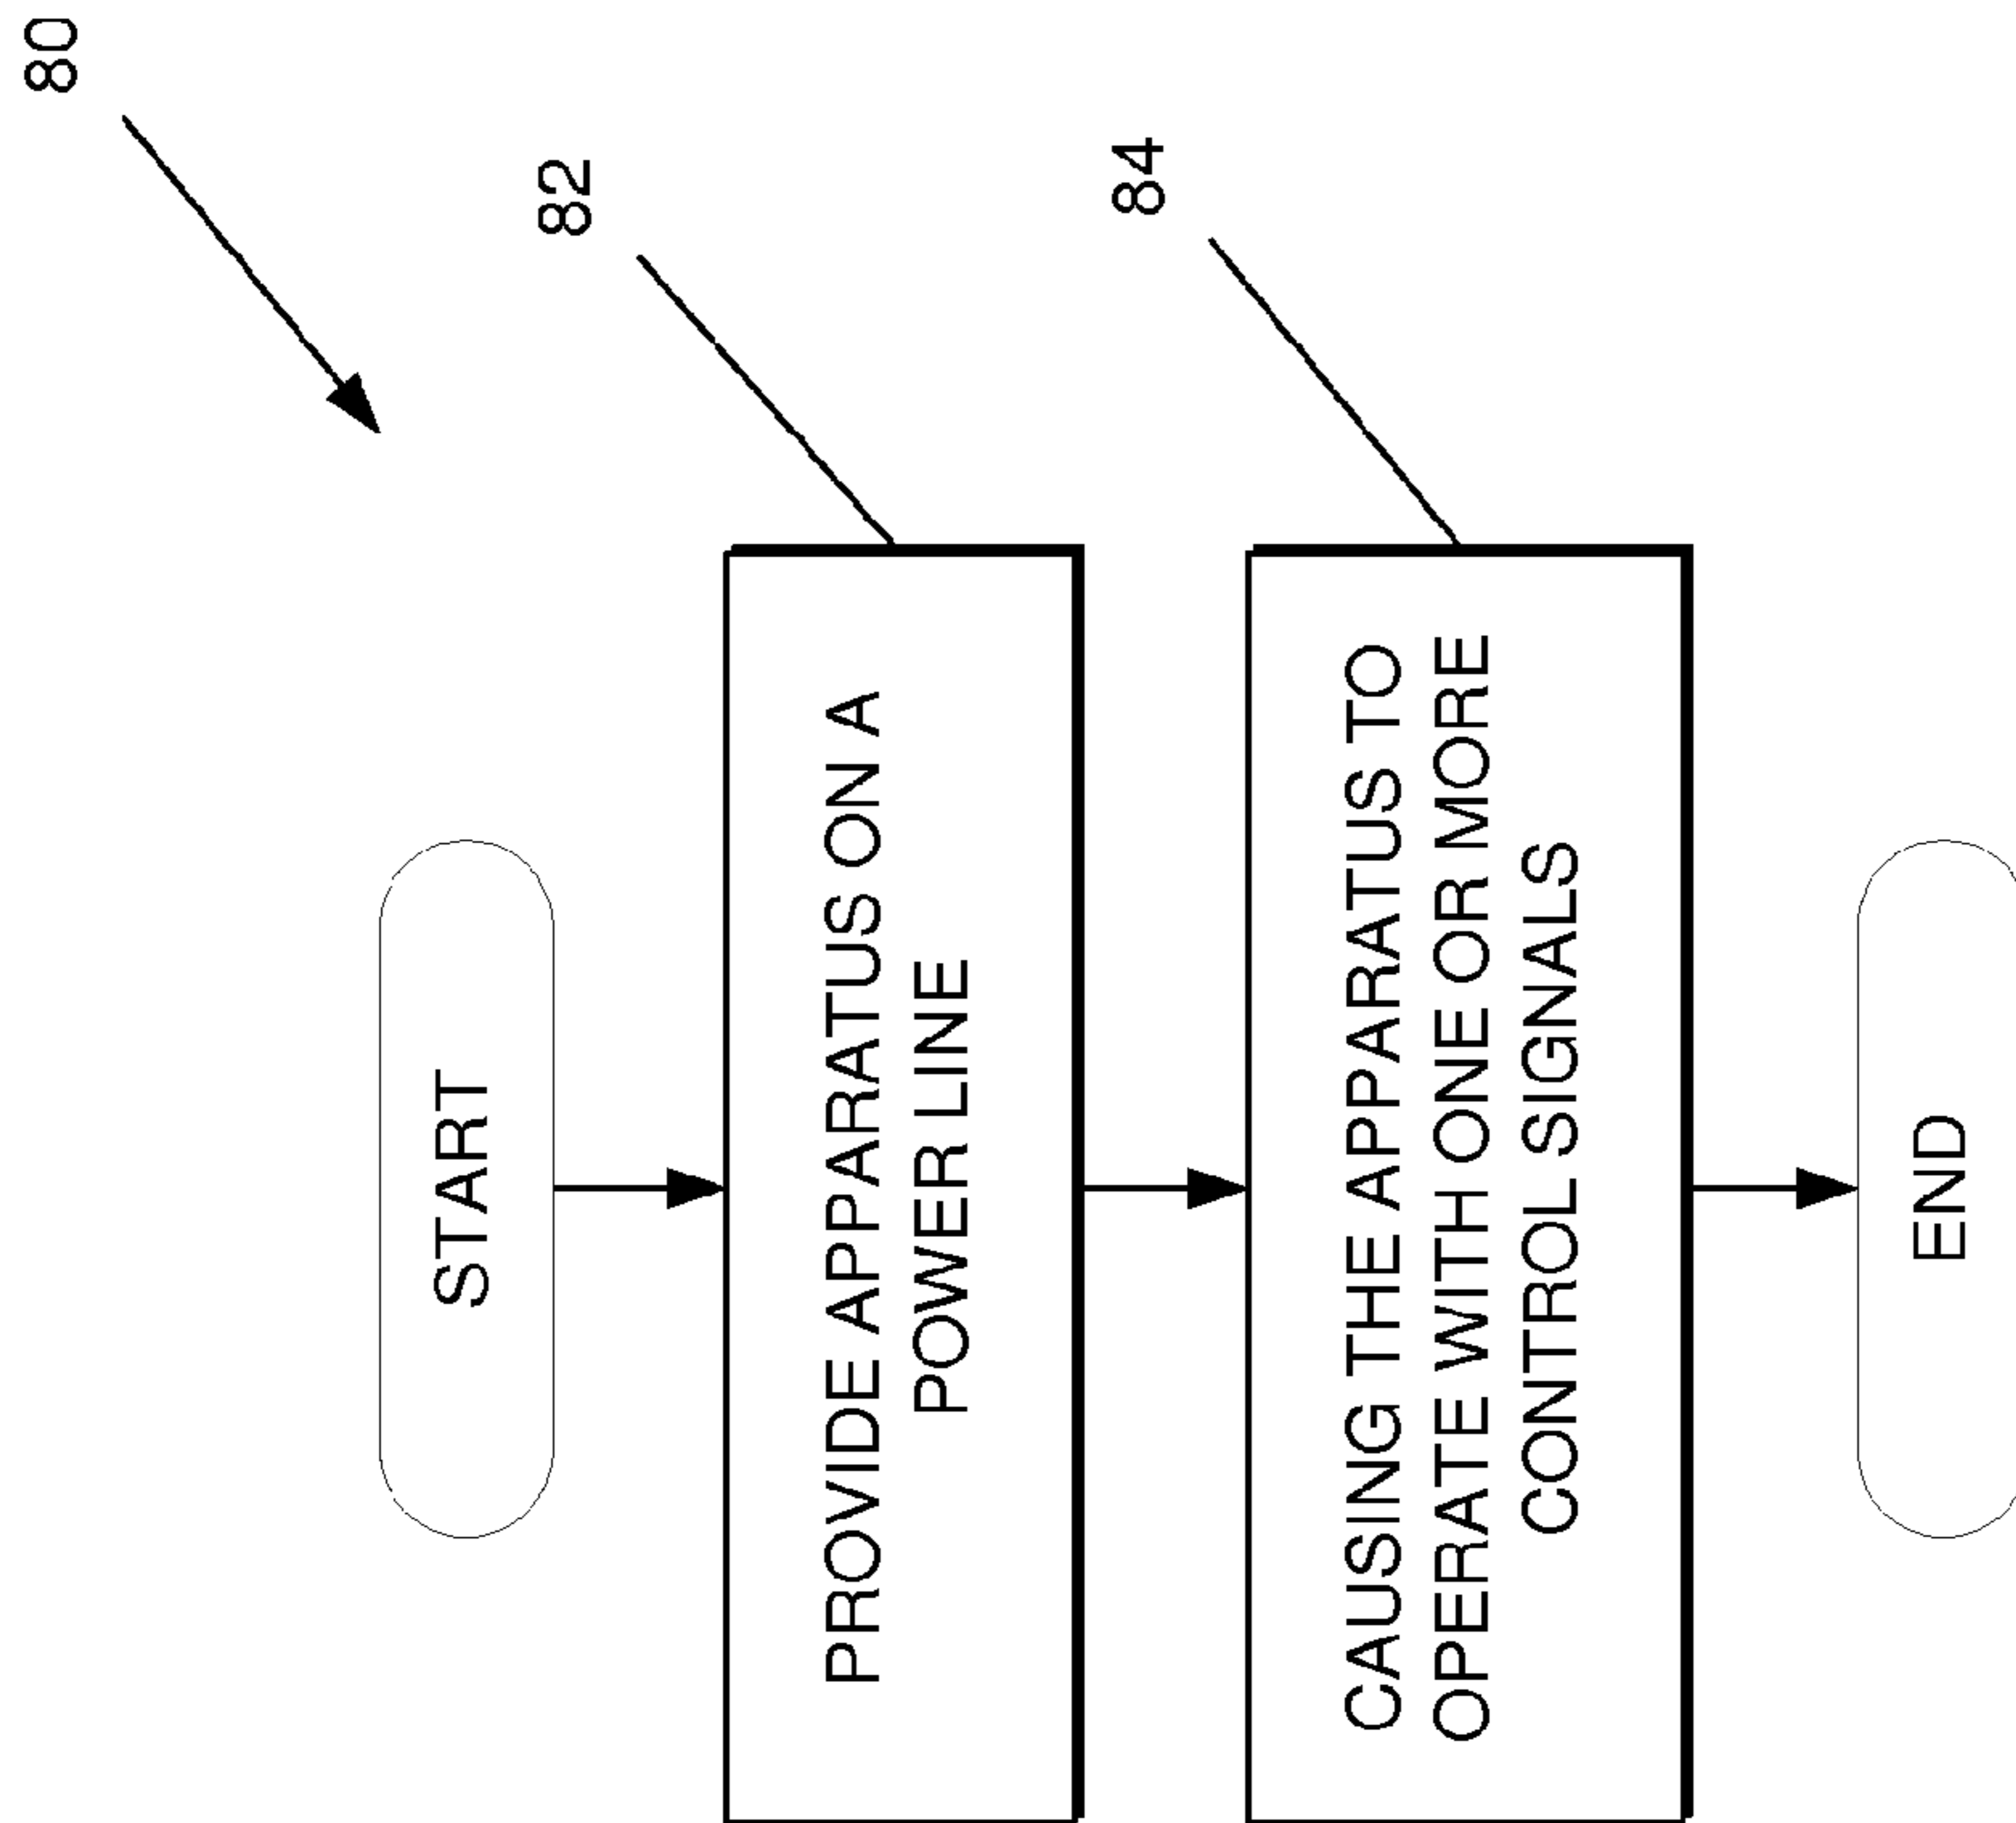 80
START
82
PROVIDE APPARATUS ON A
POWER LINE
84
CAUSING THE APPARATUS TO
OPERATE WITH ONE OR MORE
CONTROL SIGNALS
END